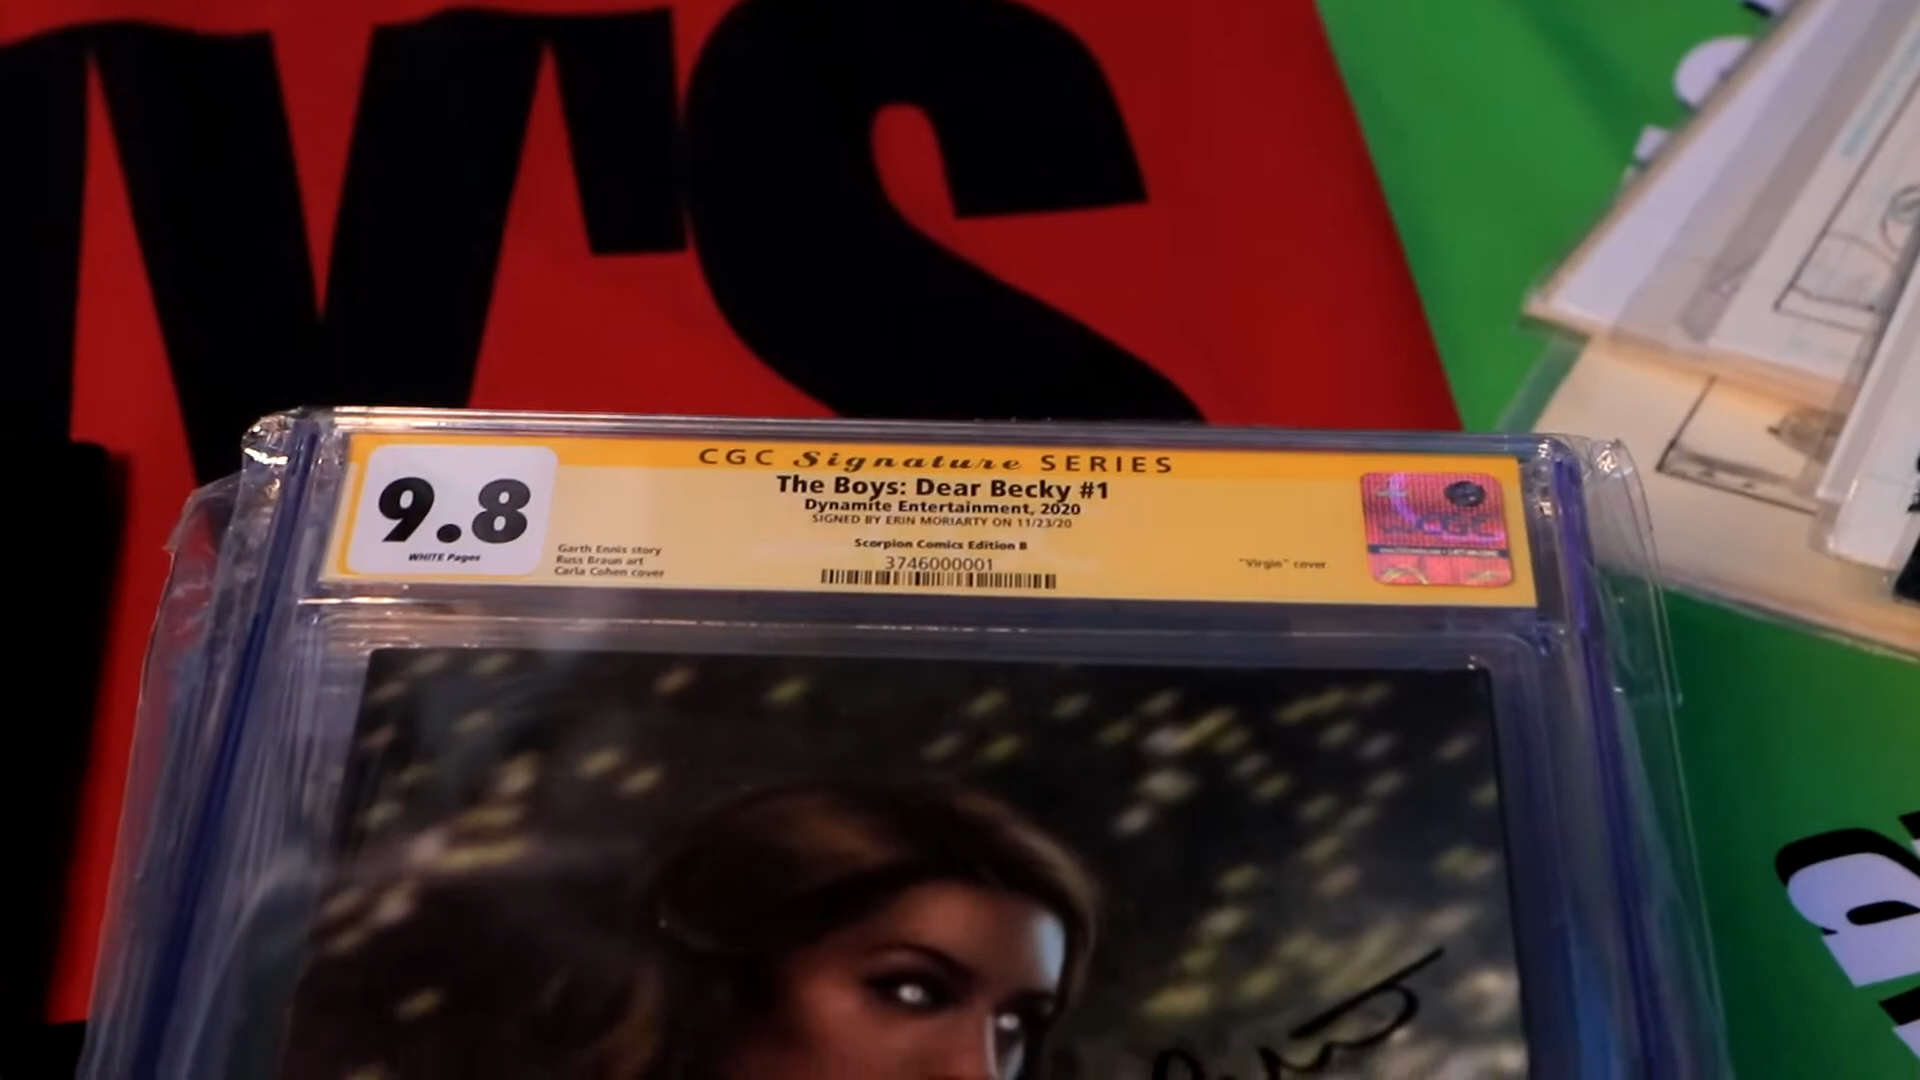 Y'S
CGC Signature SERIES
9.8
WHITE Pages
The Boys: Dear Becky #1
Dynamite Entertainment, 2020
SIGNED BY ERIN MORIARTY ON 11/23/20
Scorpion Comics Edition B
3746000001
Garth Ennis story
Russ Braun art
Carla Cohen cover
"Virgin" cover
CGC